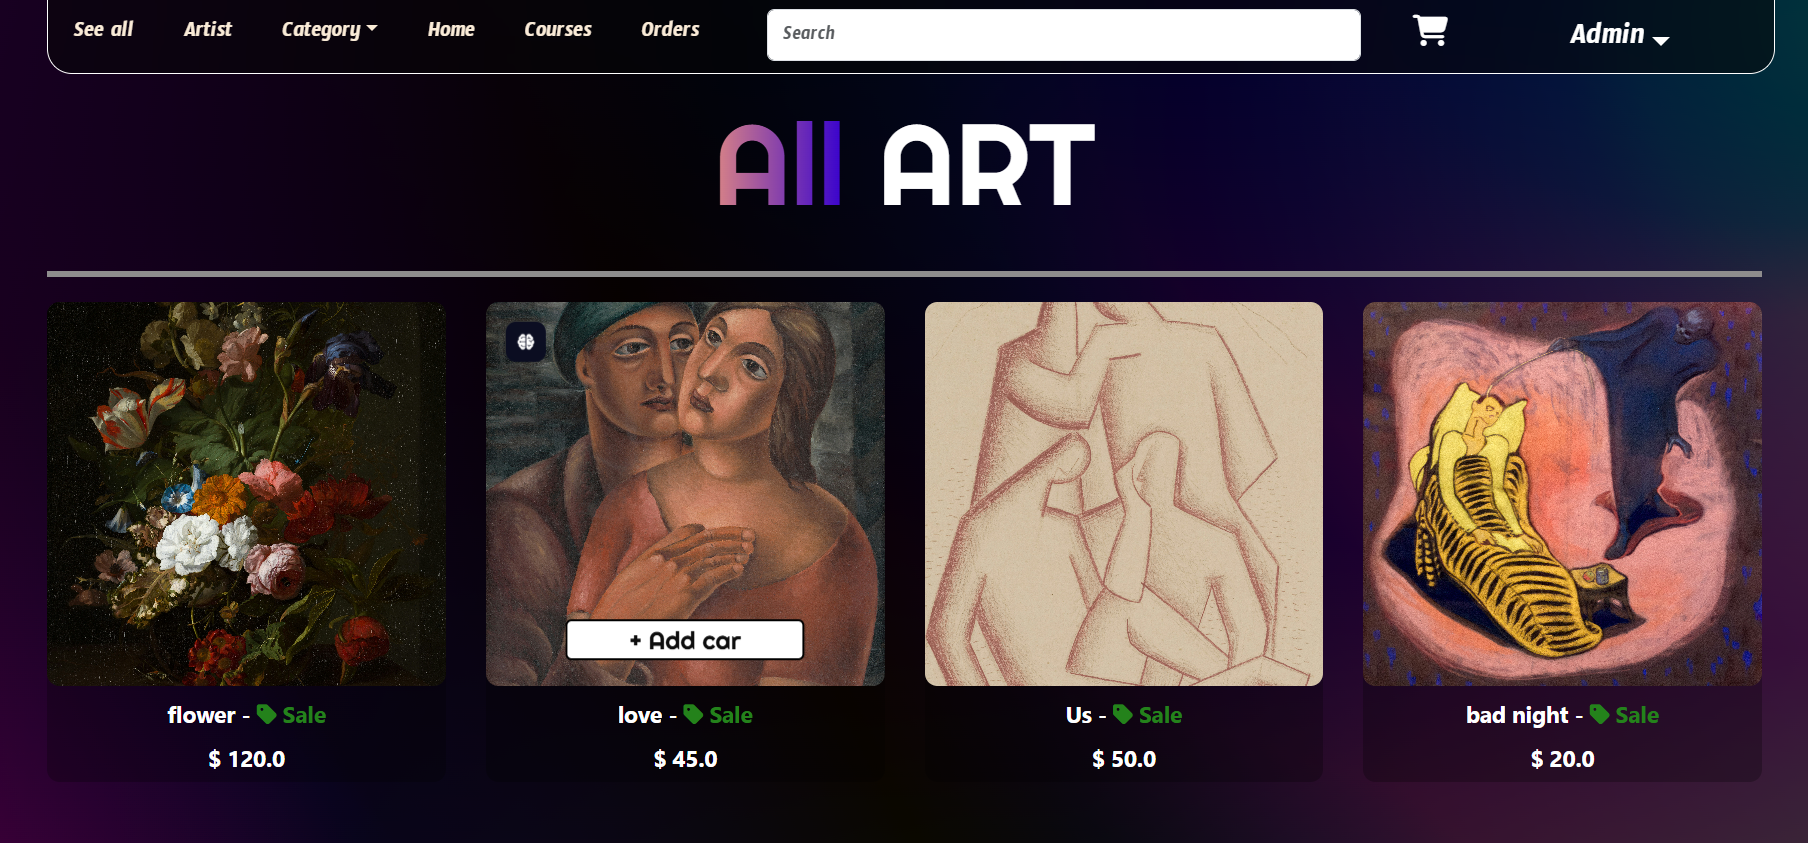 See all Artist Category Home Courses Orders Search Admin
All ART
+ Add car
flower - Sale
$ 120.0
love - Sale
$ 45.0
Us - Sale
$ 50.0
bad night - Sale
$ 20.0